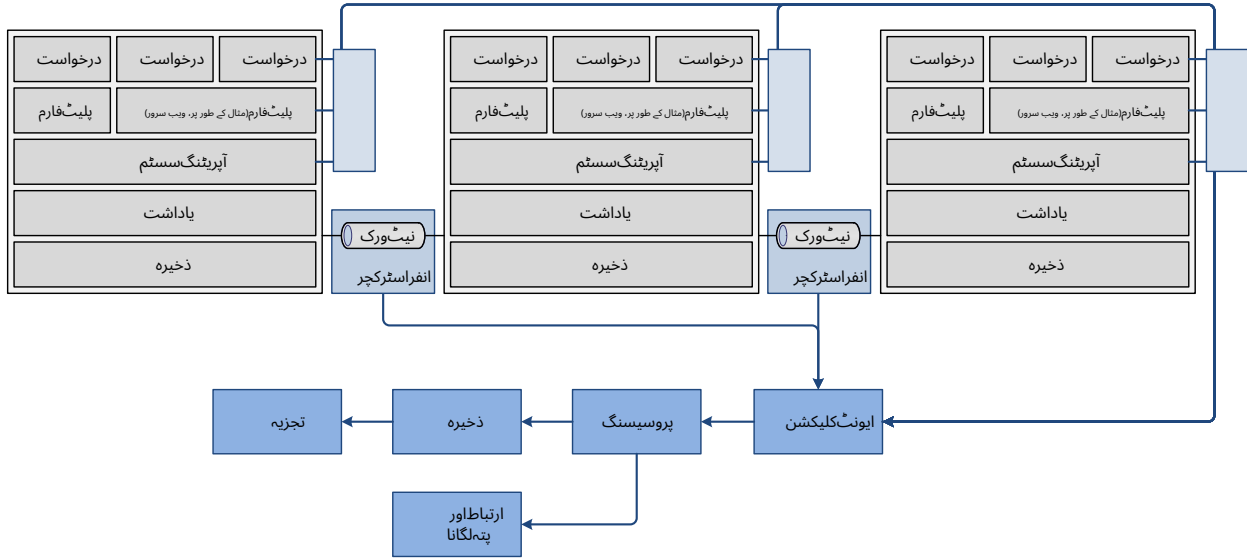 درخواست درخواست درخواست
پلیٹ‌فارم(مثال کے طور پر، ویب سرور) پلیٹ‌فارم
آپریٹنگ‌سسٹم
یاداشت
ذخیرہ
نیٹ‌ورک
انفراسٹرکچر
درخواست درخواست درخواست
پلیٹ‌فارم(مثال کے طور پر، ویب سرور) پلیٹ‌فارم
آپریٹنگ‌سسٹم
یاداشت
ذخیرہ
نیٹ‌ورک
انفراسٹرکچر
درخواست درخواست درخواست
پلیٹ‌فارم(مثال کے طور پر، ویب سرور) پلیٹ‌فارم
آپریٹنگ‌سسٹم
یاداشت
ذخیرہ
ایونٹ‌کلیکشن
پروسیسنگ
ذخیرہ
تجزیہ
ارتباط‌اور
پتہ‌لگانا